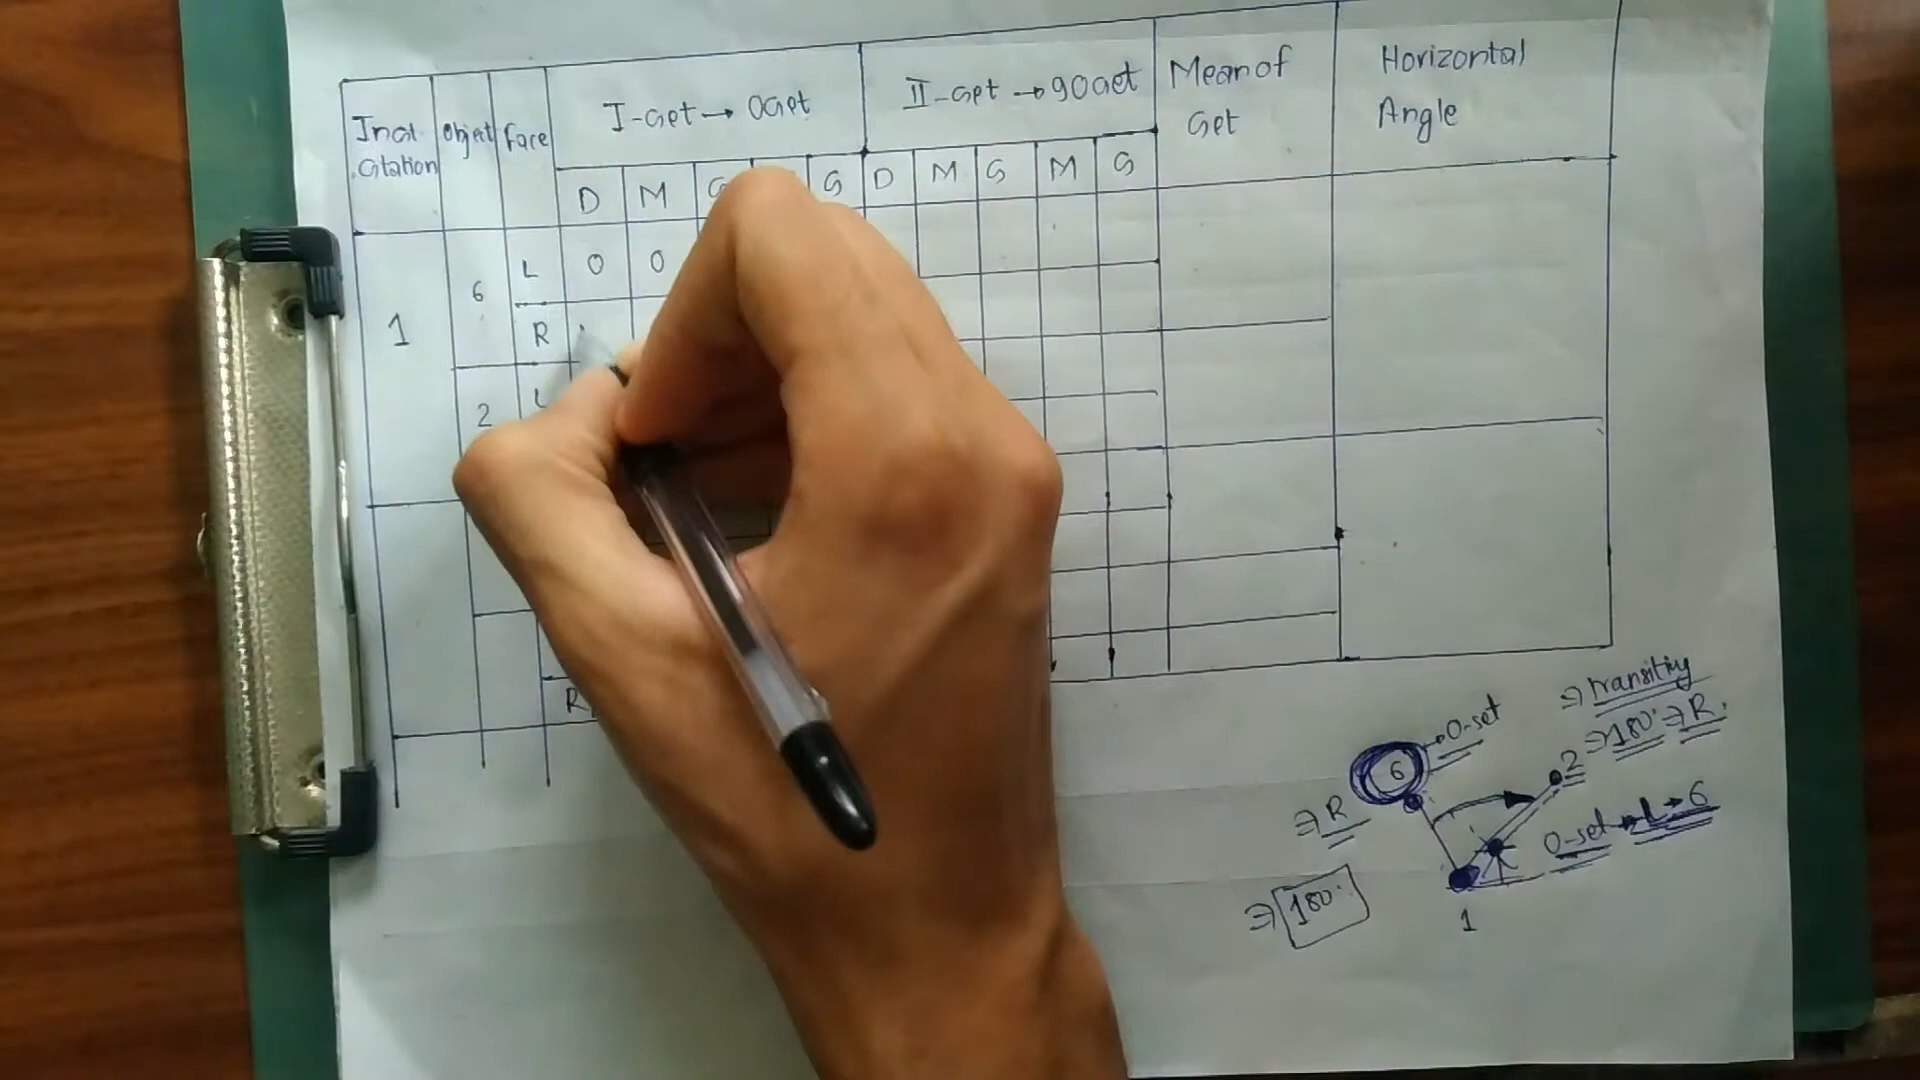 Inst. Station
Object
Face
I-set → 0set
II-set → 90set
Mean of Set
Horizontal Angle
D M S D M S M S
1
6 L 0 0
R
2 L
R
⇒ transiting
⇒ 180° ⇒ R.
→ 0-set
6
2
⇒ R
0-set → L → 6
⇒ 180°
1